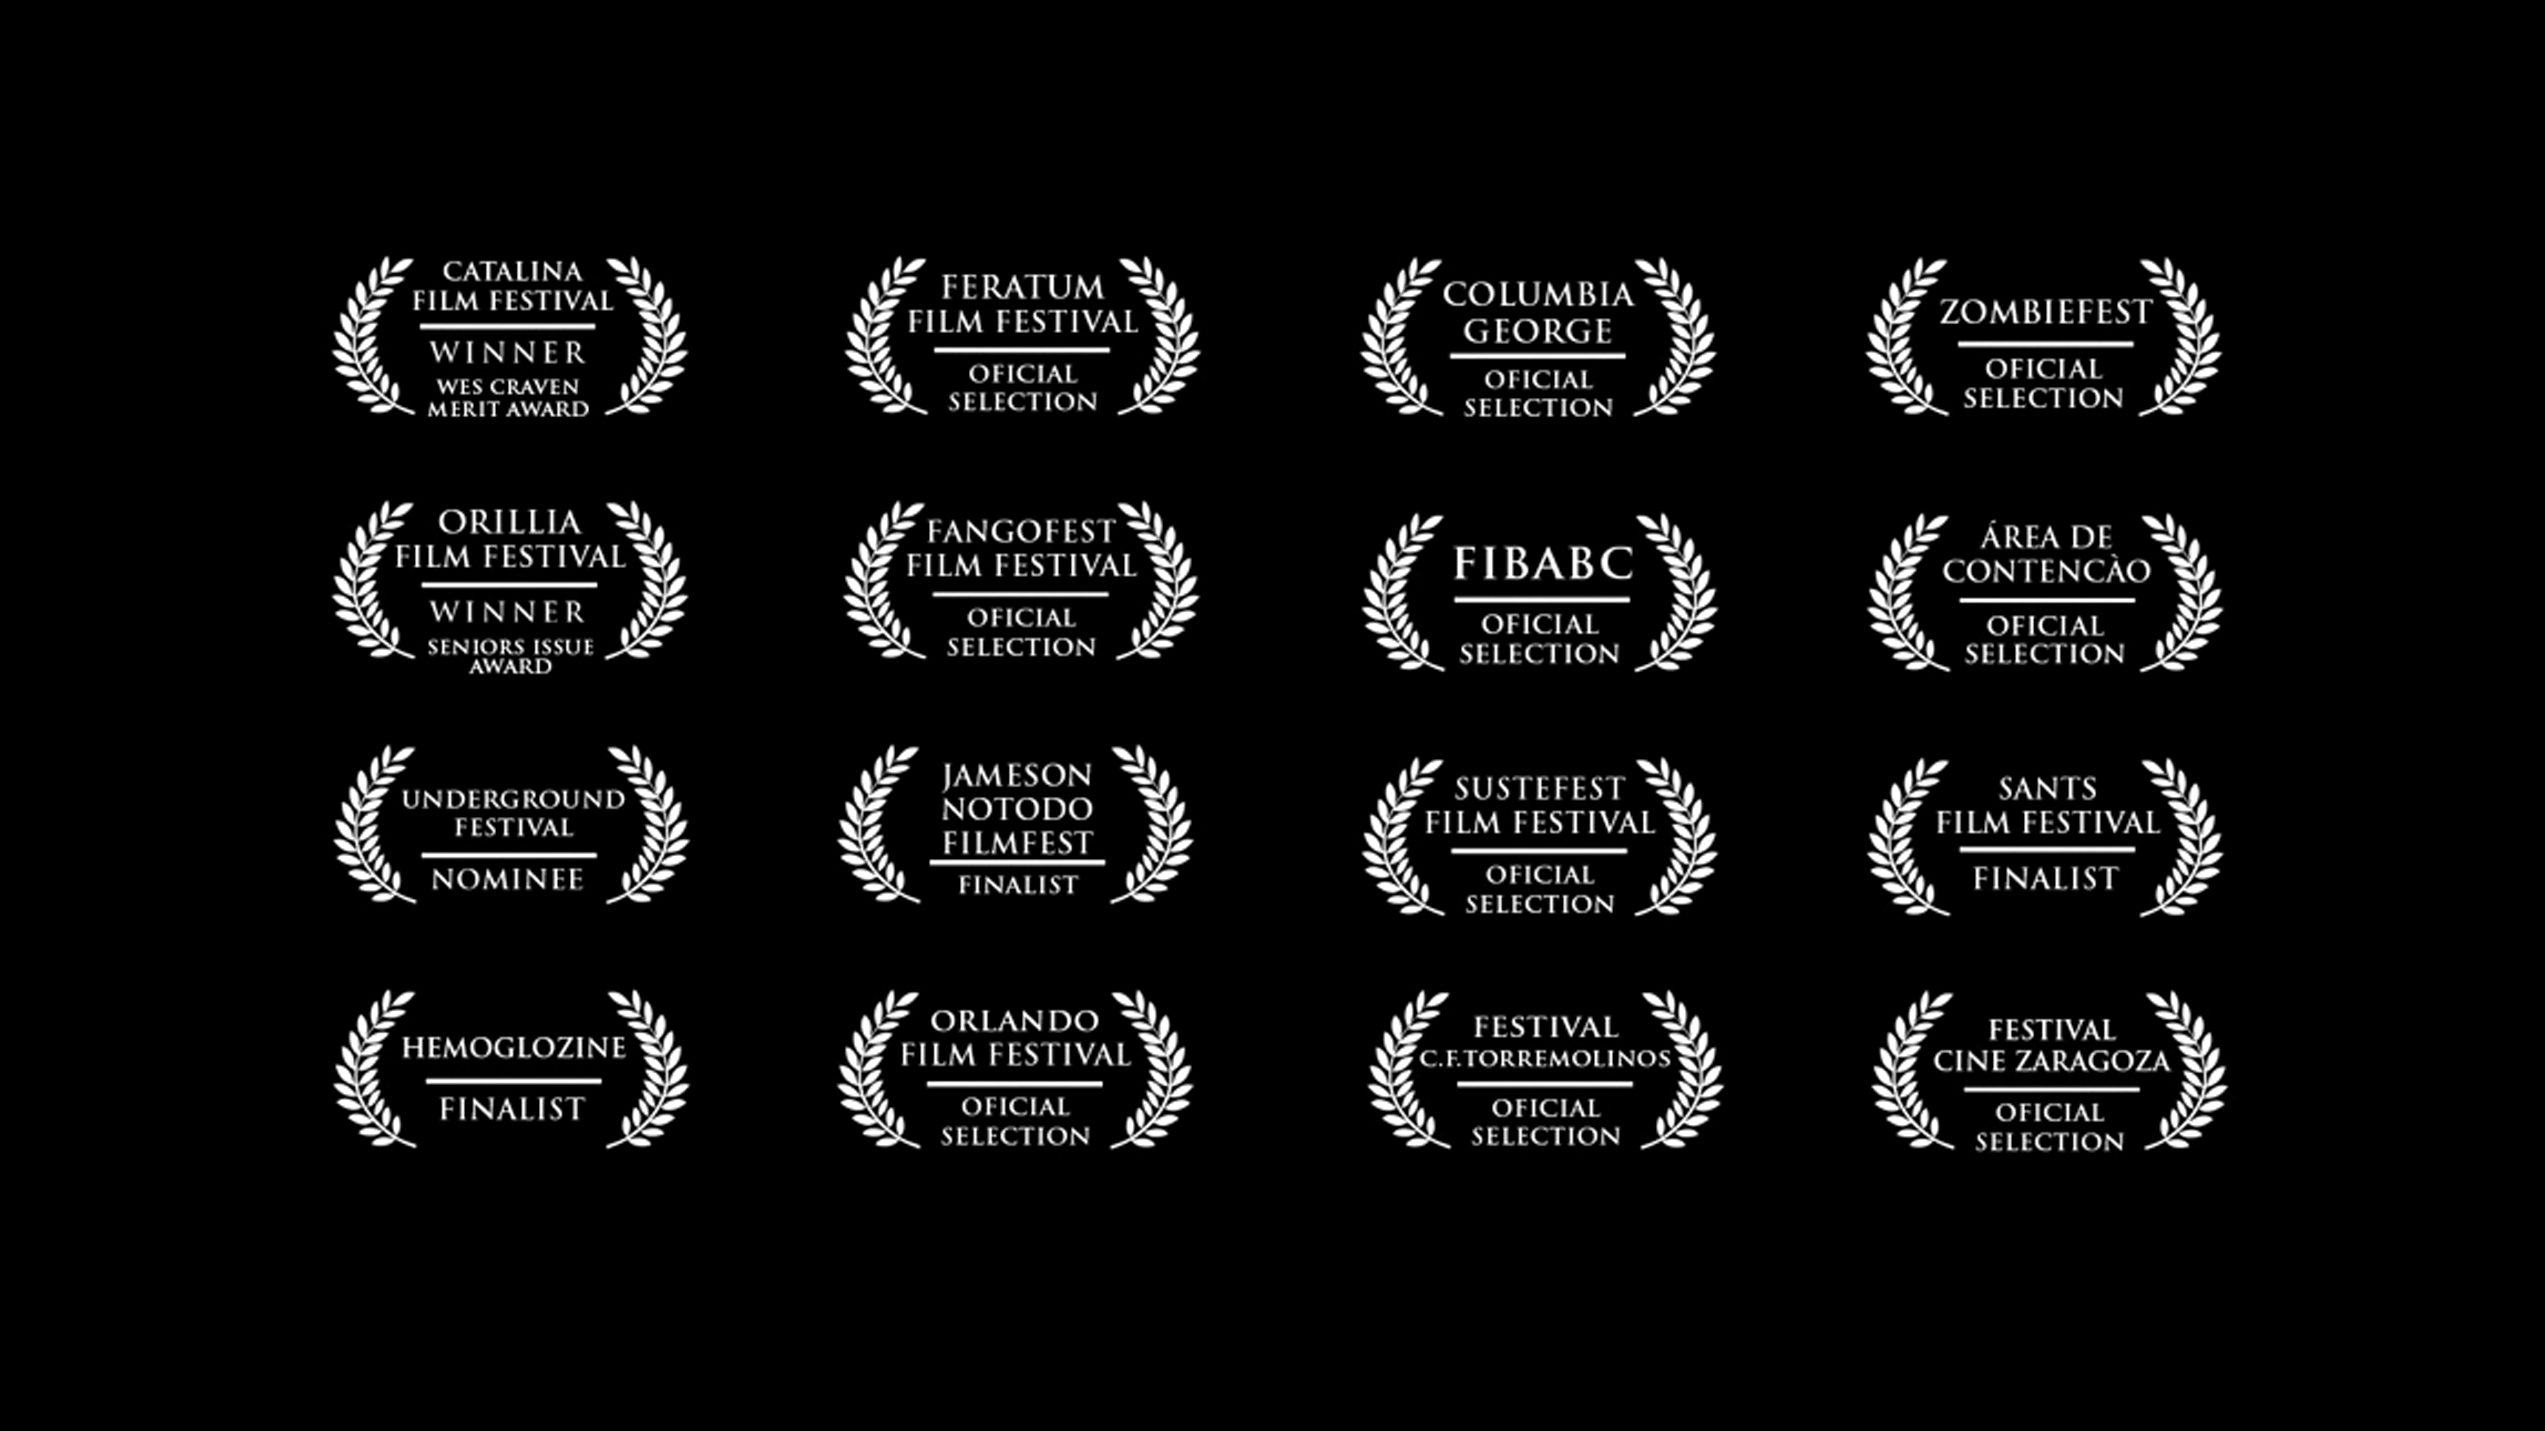 CATALINA
FILM FESTIVAL
WINNER
WES CRAVEN
MERIT AWARD
FERATUM
FILM FESTIVAL
OFICIAL
SELECTION
COLUMBIA
GEORGE
OFICIAL
SELECTION
ZOMBIEFEST
OFICIAL
SELECTION
ORILLIA
FILM FESTIVAL
WINNER
SENIORS ISSUE
AWARD
FANGOFEST
FILM FESTIVAL
OFICIAL
SELECTION
FIBABC
OFICIAL
SELECTION
ÁREA DE
CONTENCÀO
OFICIAL
SELECTION
UNDERGROUND
FESTIVAL
NOMINEE
JAMESON
NOTODO
FILMFEST
FINALIST
SUSTEFEST
FILM FESTIVAL
OFICIAL
SELECTION
SANTS
FILM FESTIVAL
FINALIST
HEMOGLOZINE
FINALIST
ORLANDO
FILM FESTIVAL
OFICIAL
SELECTION
FESTIVAL
C.F.TORREMOLINOS
OFICIAL
SELECTION
FESTIVAL
CINE ZARAGOZA
OFICIAL
SELECTION